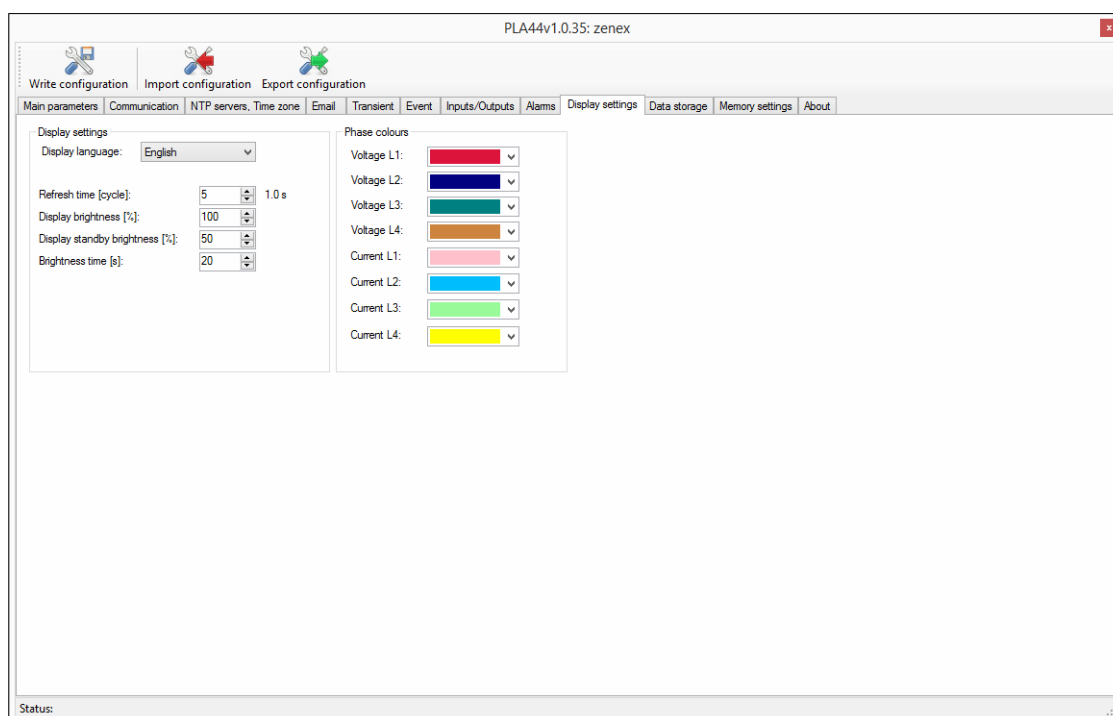 PLA44v1.0.35: zenex
x
Write configuration Import configuration Export configuration
Main parameters Communication NTP servers, Time zone Email Transient Event Inputs/Outputs Alarms Display settings Data storage Memory settings About
Display settings
Display language: English
Refresh time [cycle]: 5 1.0 s
Display brightness [%]: 100
Display standby brightness [%]: 50
Brightness time [s]: 20
Phase colours
Voltage L1:
Voltage L2:
Voltage L3:
Voltage L4:
Current L1:
Current L2:
Current L3:
Current L4:
Status: